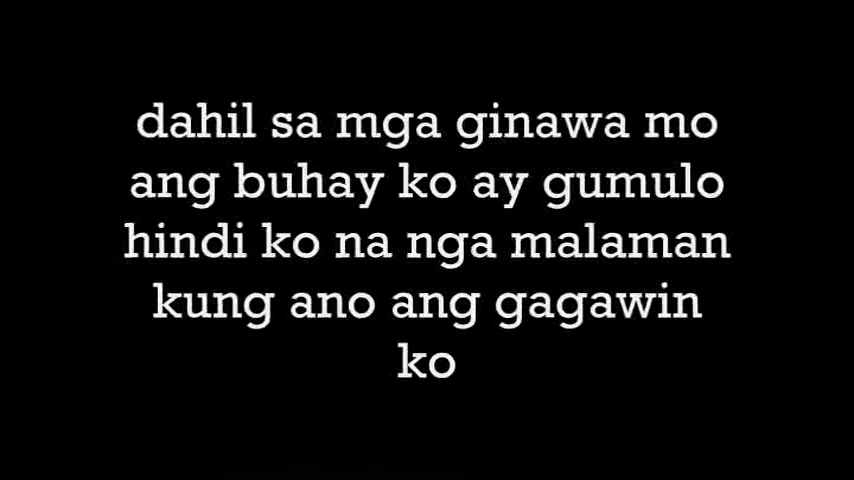 dahil sa mga ginawa mo
ang buhay ko ay gumulo
hindi ko na nga malaman
kung ano ang gagawin
ko